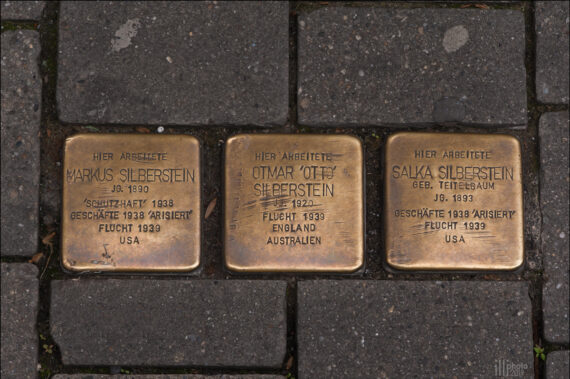 HIER ARBEITETE
MARKUS SILBERSTEIN
JG. 1890
'SCHUTZHAFT' 1938
GESCHÄFTE 1938 'ARISIERT'
FLUCHT 1939
USA
HIER ARBEITETE
OTMAR 'OTTO'
SILBERSTEIN
JG. 1920
FLUCHT 1939
ENGLAND
AUSTRALIEN
HIER ARBEITETE
SALKA SILBERSTEIN
GEB. TEITELBAUM
JG. 1893
GESCHÄFTE 1938 'ARISIERT'
FLUCHT 1939
USA
photo